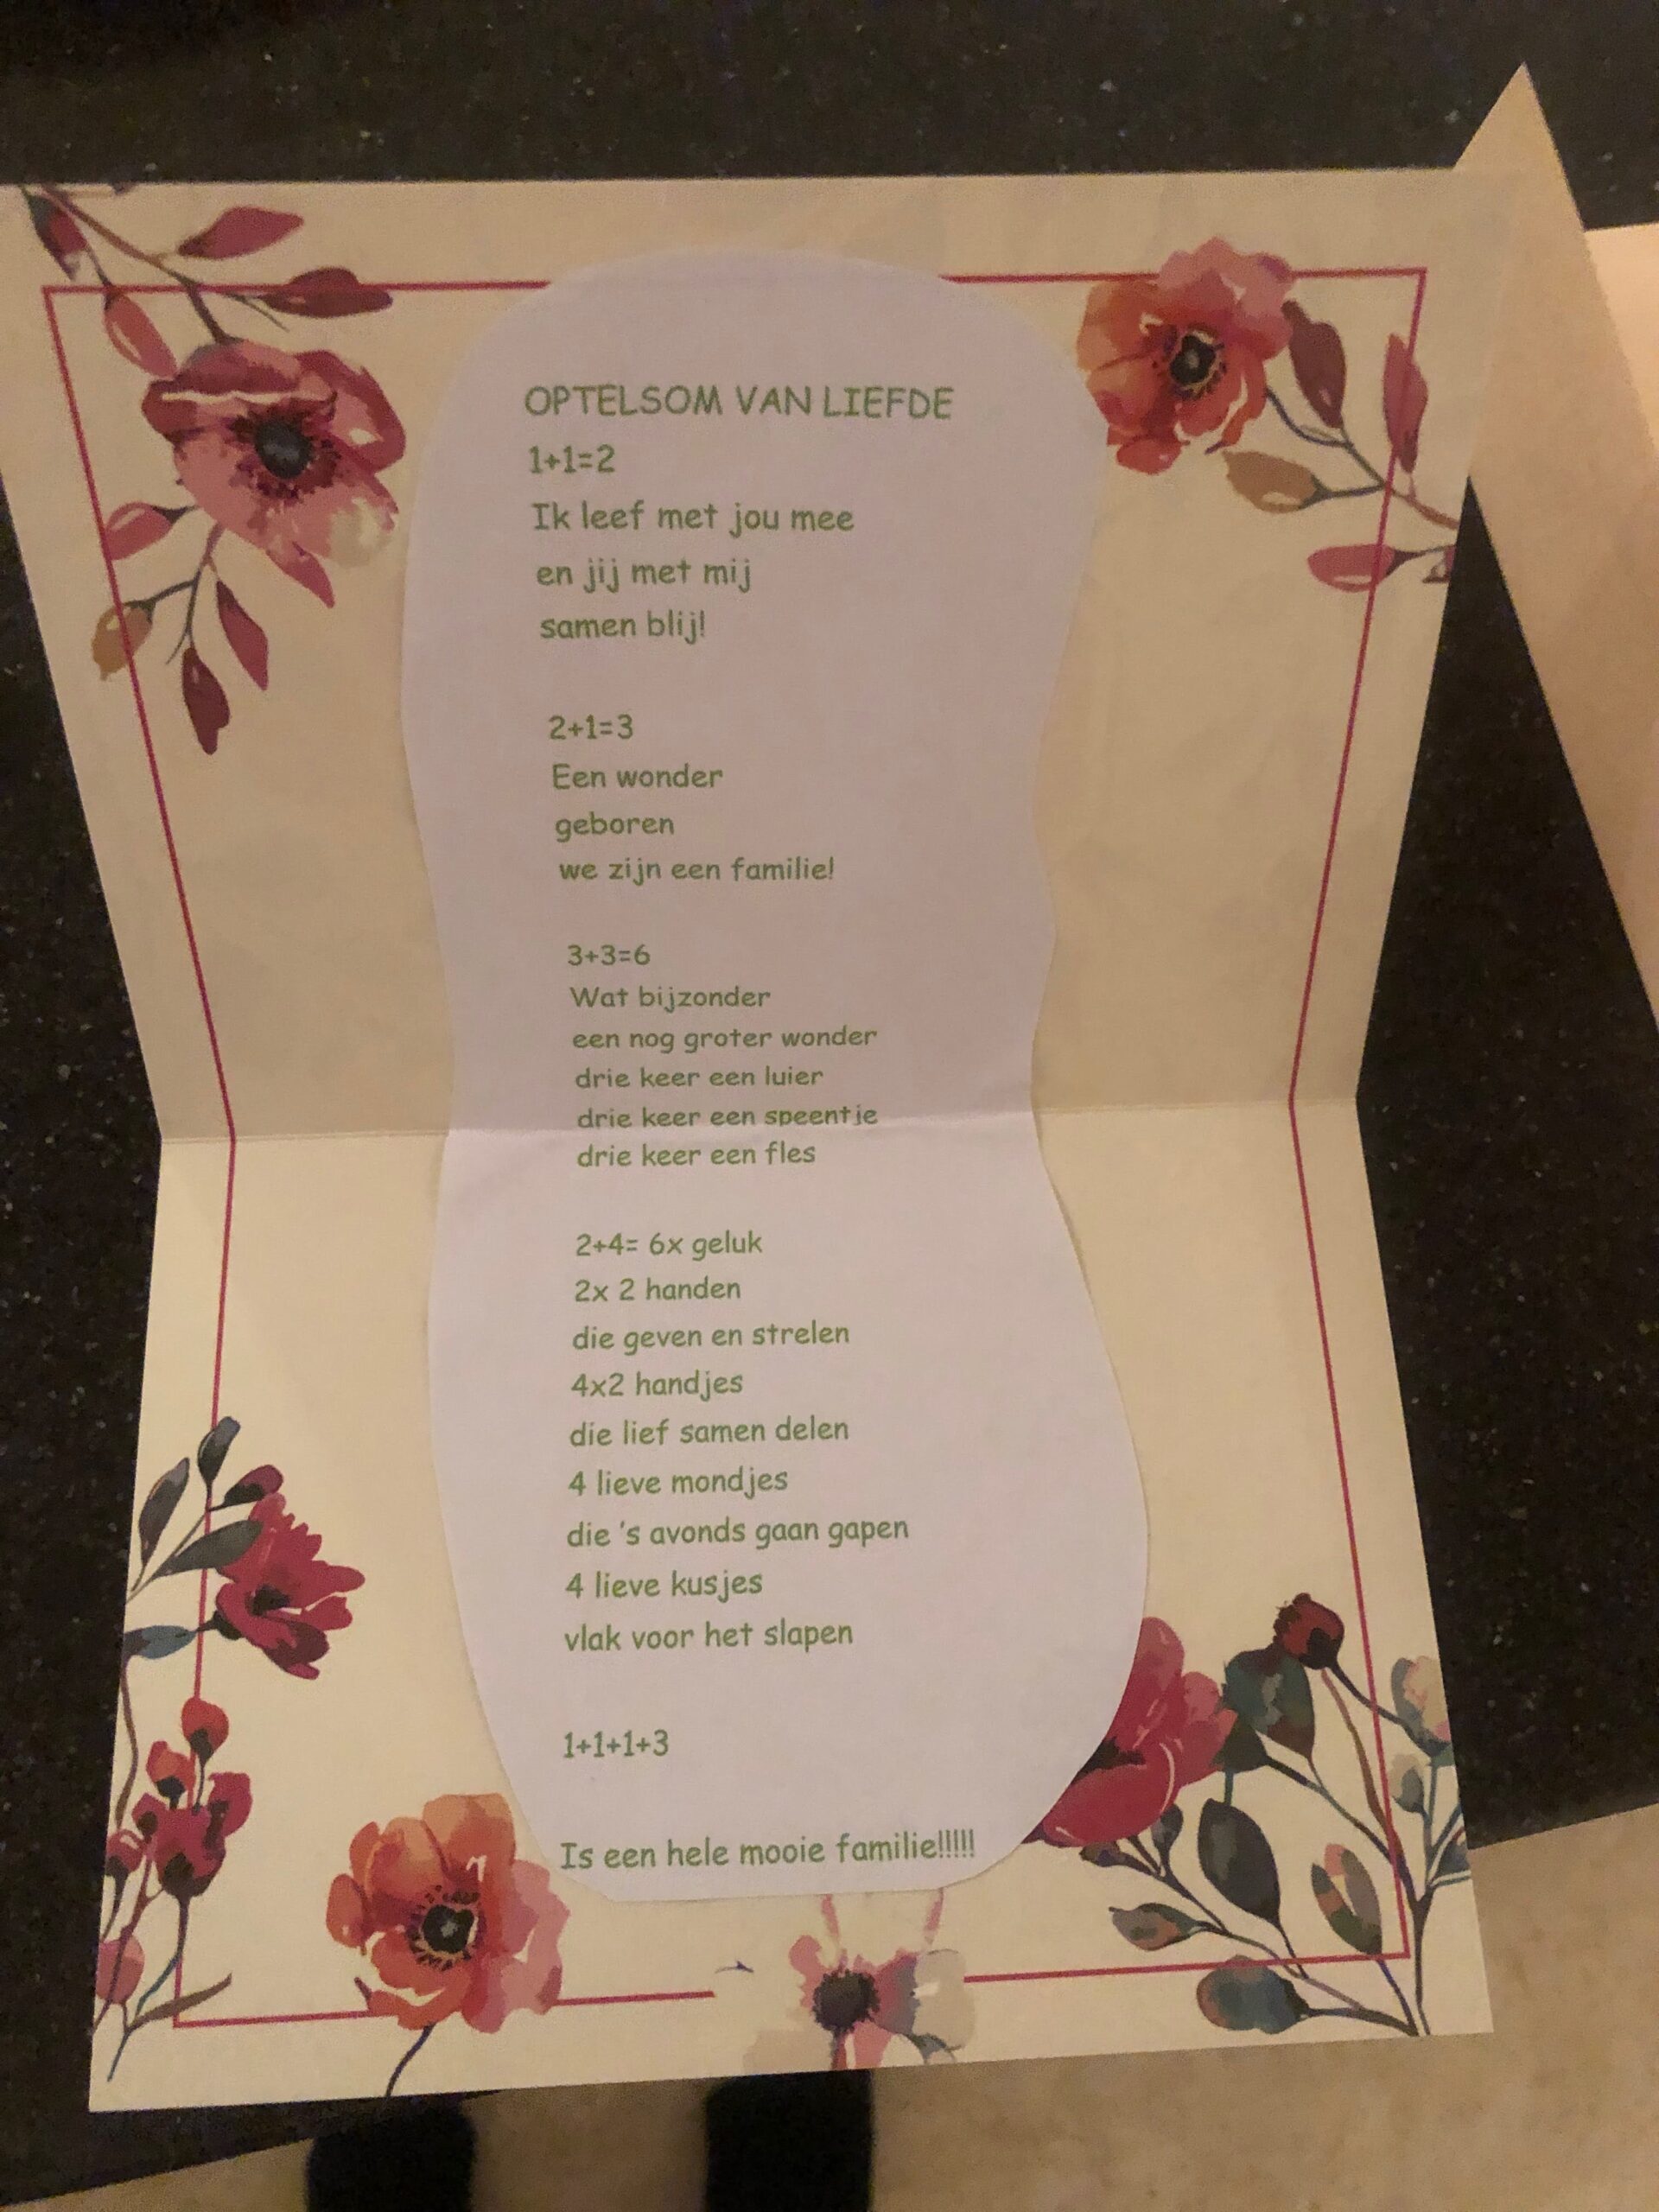 OPTELSOM VAN LIEFDE
1+1=2
Ik leef met jou mee
en jij met mij
samen blij!
2+1=3
Een wonder
geboren
we zijn een familie!
3+3=6
Wat bijzonder
een nog groter wonder
drie keer een luier
drie keer een speentje
drie keer een fles
2+4= 6x geluk
2x 2 handen
die geven en strelen
4x2 handjes
die lief samen delen
4 lieve mondjes
die 's avonds gaan gapen
4 lieve kusjes
vlak voor het slapen
1+1+1+3
Is een hele mooie familie!!!!!